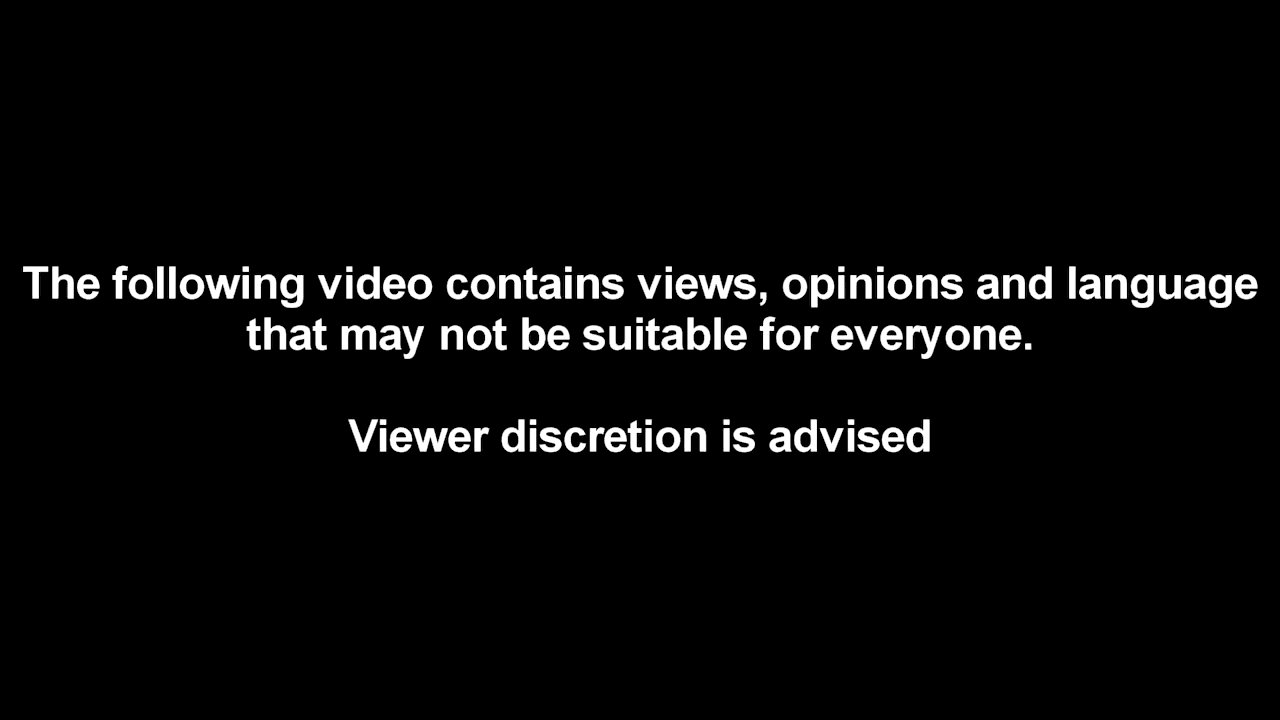 The following video contains views, opinions and language
that may not be suitable for everyone.
Viewer discretion is advised